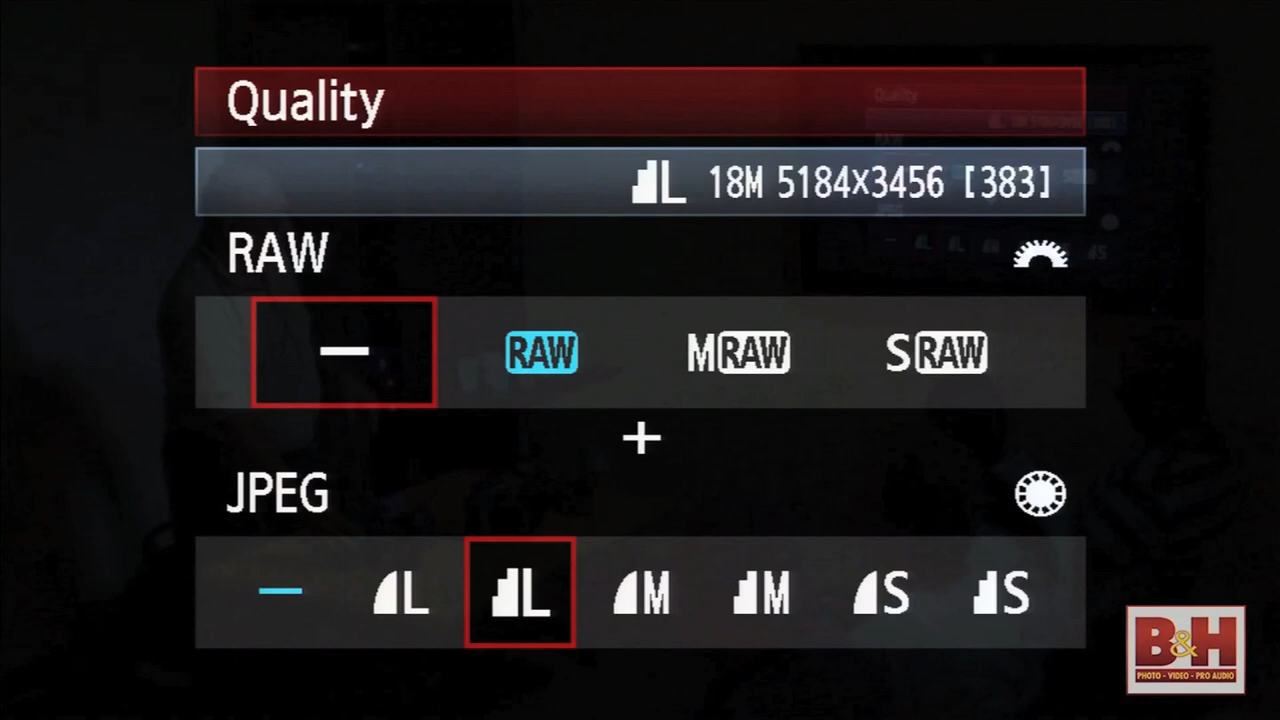 Quality
L 18M 5184x3456 [383]
RAW
— RAW MRAW SRAW
+
JPEG
— L L M M S S
B&H
PHOTO - VIDEO - PRO AUDIO